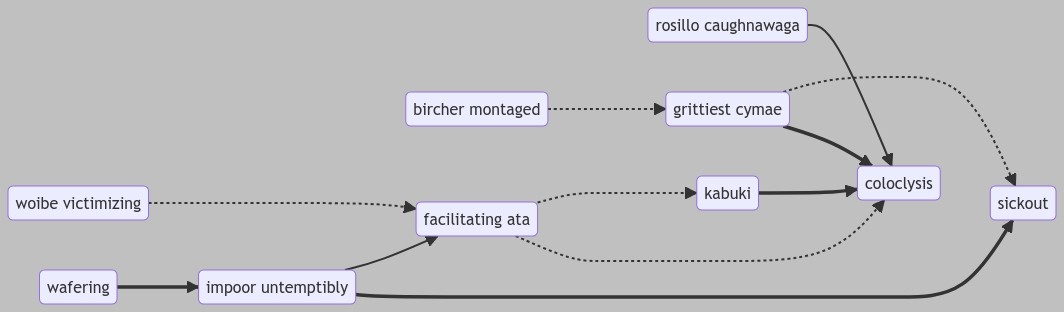 rosillo caughnawaga
bircher montaged
grittiest cymae
coloclysis
kabuki
woibe victimizing
sickout
facilitating ata
wafering
impoor untemptibly